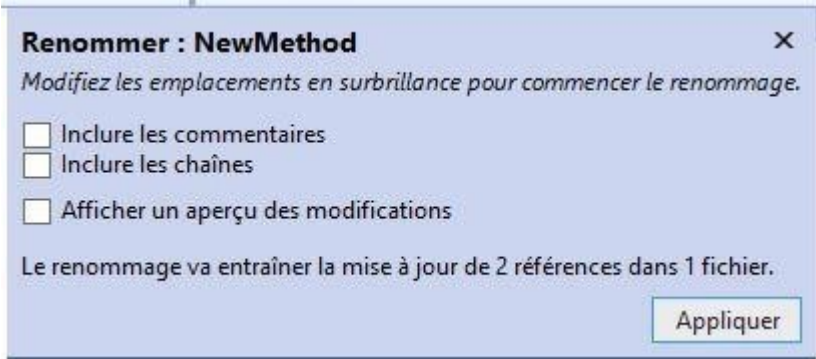 Renommer : NewMethod
Modifiez les emplacements en surbrillance pour commencer le renommage.
Inclure les commentaires
Inclure les chaînes
Afficher un aperçu des modifications
Le renommage va entraîner la mise à jour de 2 références dans 1 fichier.
Appliquer